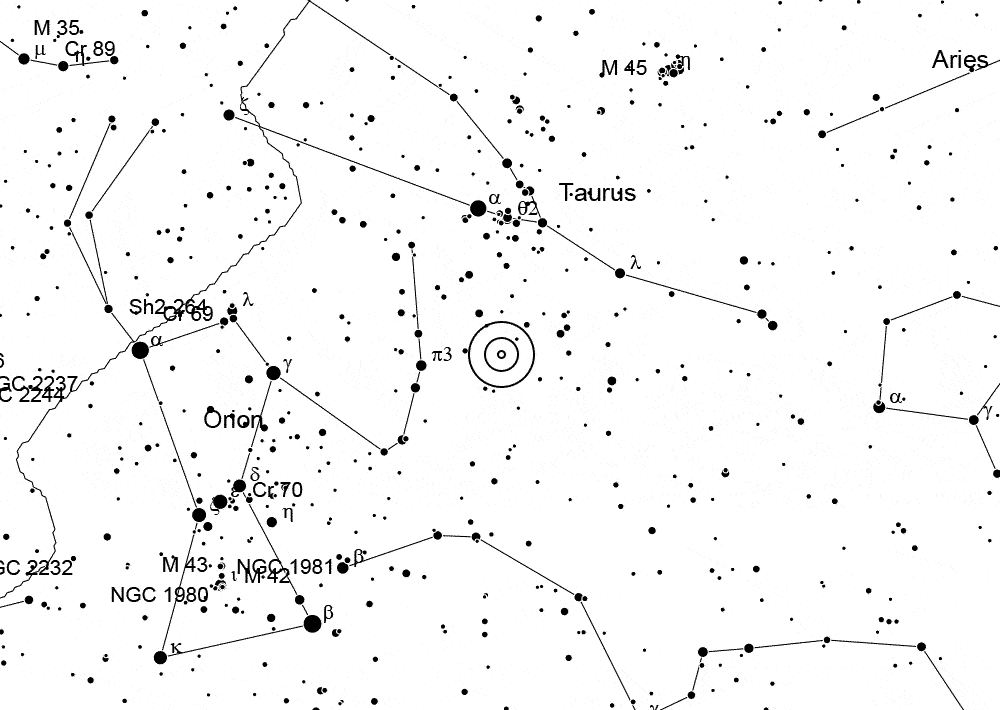 M 35
μ
Cr 89
η
M 45
η
Aries
ζ
α
θ2
Taurus
λ
Sh2-264
Cr 69
λ
α
γ
π3
6
GC 2237
C 2244
α
γ
Orion
δ
ε
Cr 70
ζ
η
GC 2232
M 43
NGC 1981
β
ι
M 42
NGC 1980
β
κ
γ